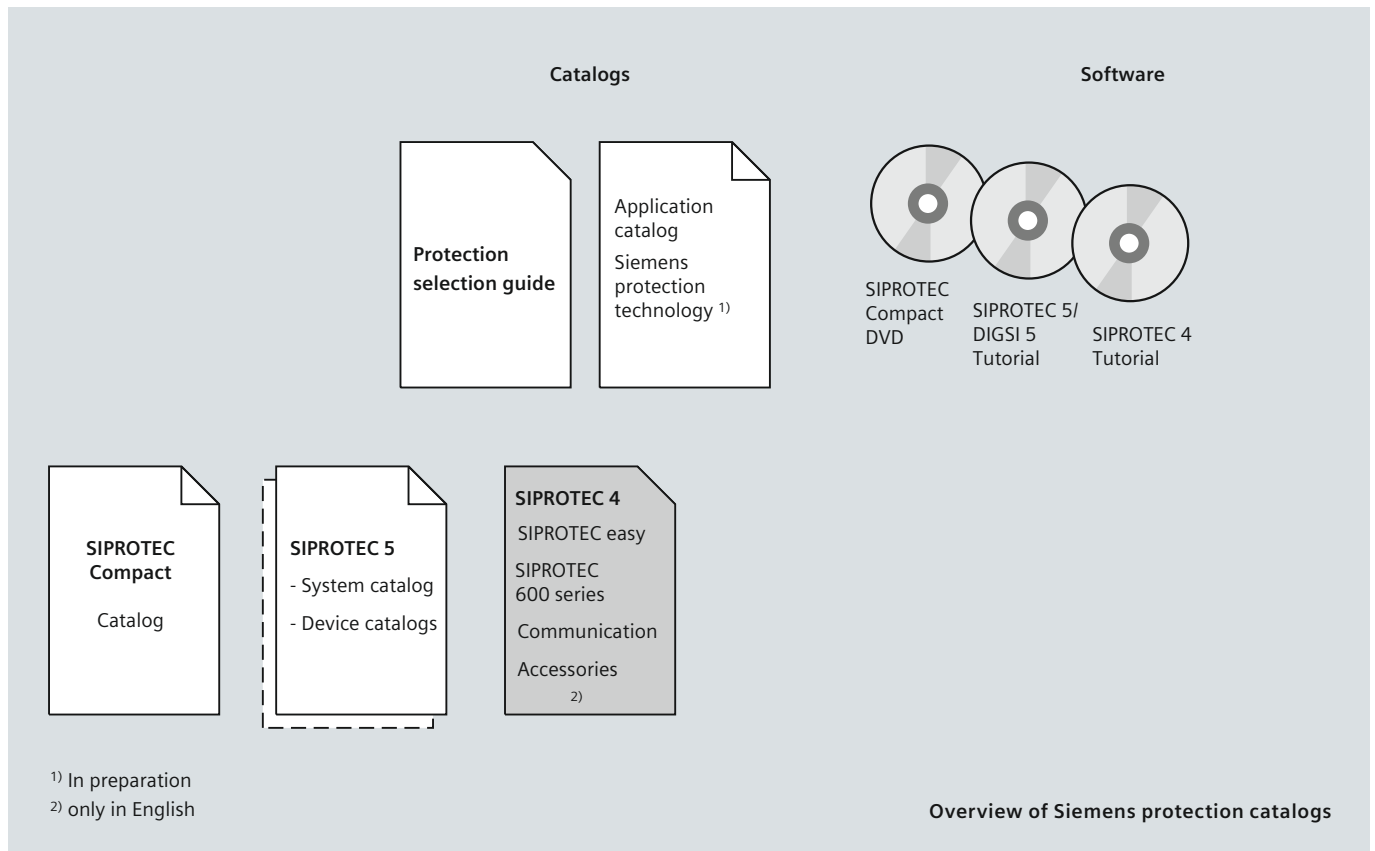 Catalogs
Software
Protection
selection guide
Application
catalog
Siemens
protection
technology 1)
SIPROTEC
Compact
DVD
SIPROTEC 5/
DIGSI 5
Tutorial
SIPROTEC 4
Tutorial
SIPROTEC
Compact
Catalog
SIPROTEC 5
- System catalog
- Device catalogs
SIPROTEC 4
SIPROTEC easy
SIPROTEC
600 series
Communication
Accessories
2)
1) In preparation
2) only in English
Overview of Siemens protection catalogs